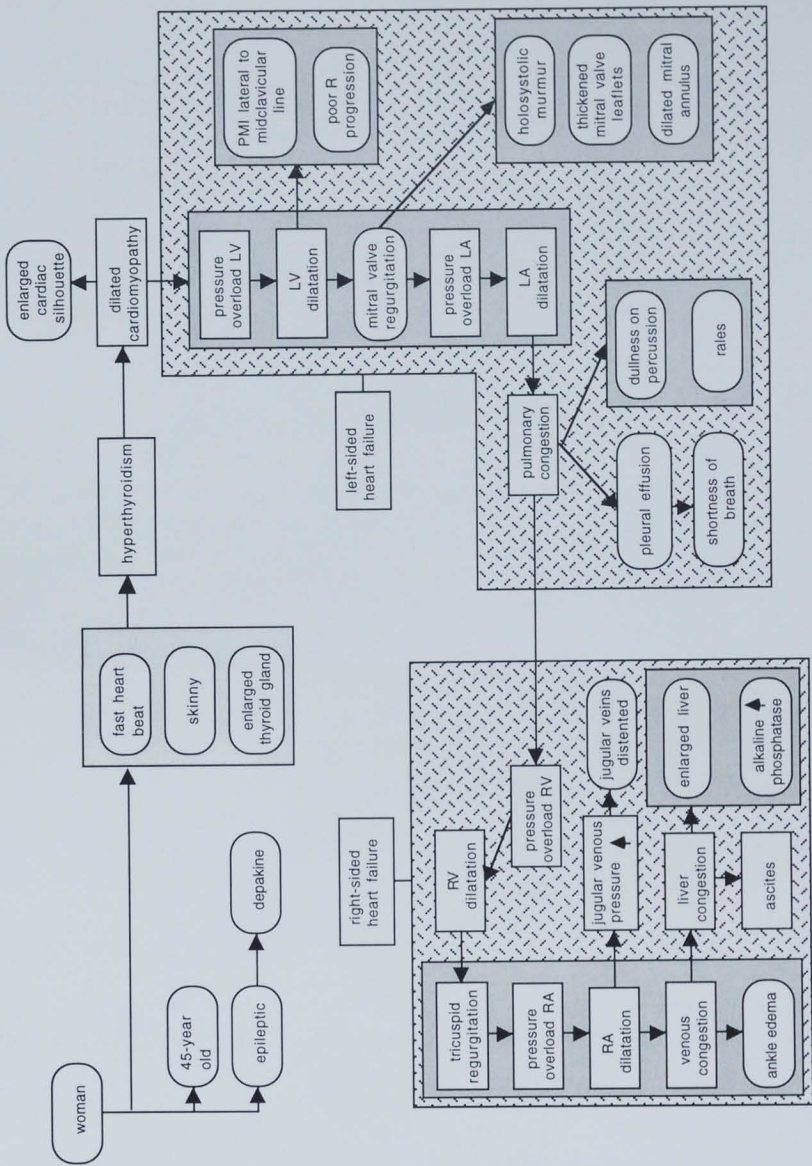 woman
45-year
old
epileptic
depakine
fast heart
beat
skinny
enlarged
thyroid gland
hyperthyroidism
dilated
cardiomyopathy
enlarged
cardiac
silhouette
left-sided
heart failure
pressure
overload LV
LV
dilatation
mitral valve
regurgitation
pressure
overload LA
LA
dilatation
PMI lateral to
midclavicular
line
poor R
progression
holosystolic
murmur
thickened
mitral valve
leaflets
dilated mitral
annulus
pulmonary
congestion
pleural effusion
shortness of
breath
dullness on
percussion
rales
right-sided
heart failure
pressure
overload RV
RV
dilatation
tricuspid
regurgitation
pressure
overload RA
RA
dilatation
venous
congestion
ankle edema
jugular venous
pressure
jugular veins
distented
liver
congestion
ascites
enlarged liver
alkaline
phosphatase